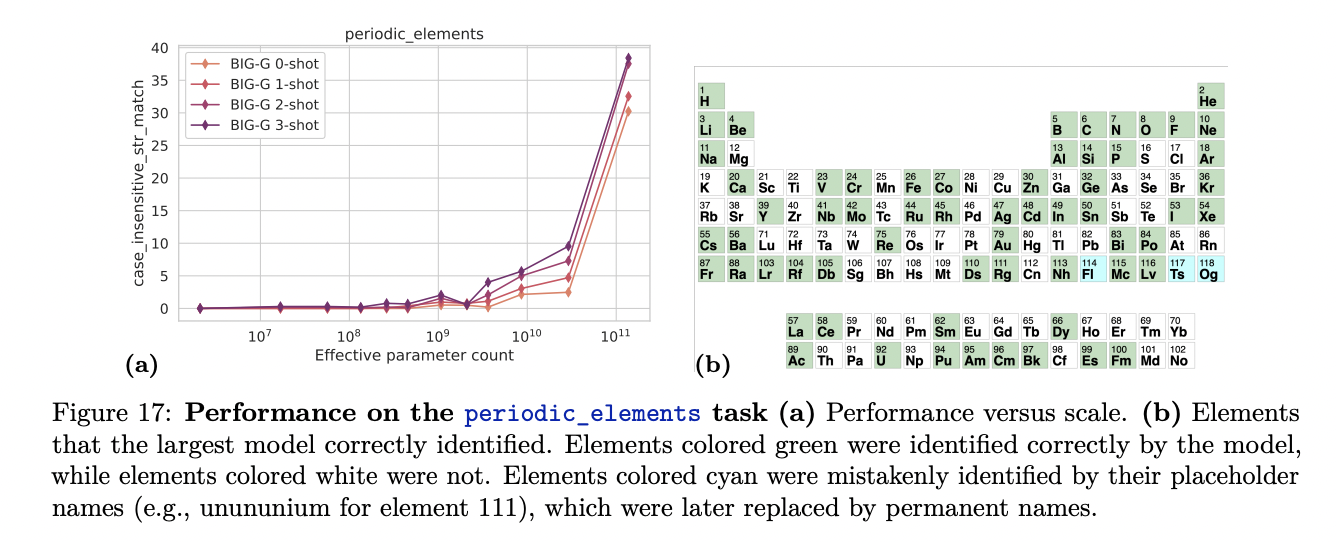 periodic_elements
40
35
30
25
20
15
10
5
0
case_insensitive_str_match
BIG-G 0-shot
BIG-G 1-shot
BIG-G 2-shot
BIG-G 3-shot
10⁷ 10⁸ 10⁹ 10¹⁰ 10¹¹
Effective parameter count
(a)
1 2
H He
3 4 5 6 7 8 9 10
Li Be B C N O F Ne
11 12 13 14 15 16 17 18
Na Mg Al Si P S Cl Ar
19 20 21 22 23 24 25 26 27 28 29 30 31 32 33 34 35 36
K Ca Sc Ti V Cr Mn Fe Co Ni Cu Zn Ga Ge As Se Br Kr
37 38 39 40 41 42 43 44 45 46 47 48 49 50 51 52 53 54
Rb Sr Y Zr Nb Mo Tc Ru Rh Pd Ag Cd In Sn Sb Te I Xe
55 56 71 72 73 74 75 76 77 78 79 80 81 82 83 84 85 86
Cs Ba Lu Hf Ta W Re Os Ir Pt Au Hg Tl Pb Bi Po At Rn
87 88 103 104 105 106 107 108 109 110 111 112 113 114 115 116 117 118
Fr Ra Lr Rf Db Sg Bh Hs Mt Ds Rg Cn Nh Fl Mc Lv Ts Og
57 58 59 60 61 62 63 64 65 66 67 68 69 70
La Ce Pr Nd Pm Sm Eu Gd Tb Dy Ho Er Tm Yb
89 90 91 92 93 94 95 96 97 98 99 100 101 102
Ac Th Pa U Np Pu Am Cm Bk Cf Es Fm Md No
(b)
Figure 17: Performance on the periodic_elements task (a) Performance versus scale. (b) Elements
that the largest model correctly identified. Elements colored green were identified correctly by the model,
while elements colored white were not. Elements colored cyan were mistakenly identified by their placeholder
names (e.g., unununium for element 111), which were later replaced by permanent names.